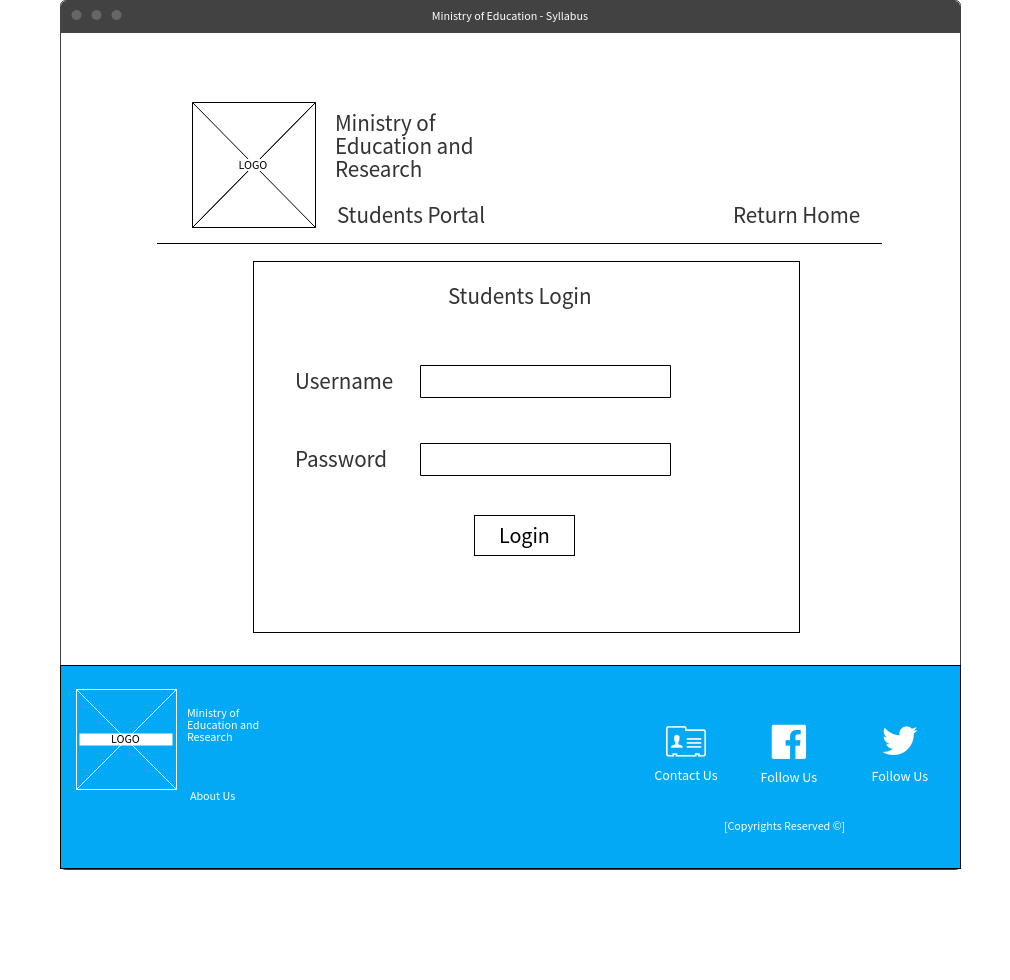 Ministry of Education - Syllabus
LOGO
Ministry of
Education and
Research
Students Portal
Return Home
Students Login
Username
Password
Login
LOGO
Ministry of
Education and
Research
About Us
Contact Us
Follow Us
Follow Us
[Copyrights Reserved ©]